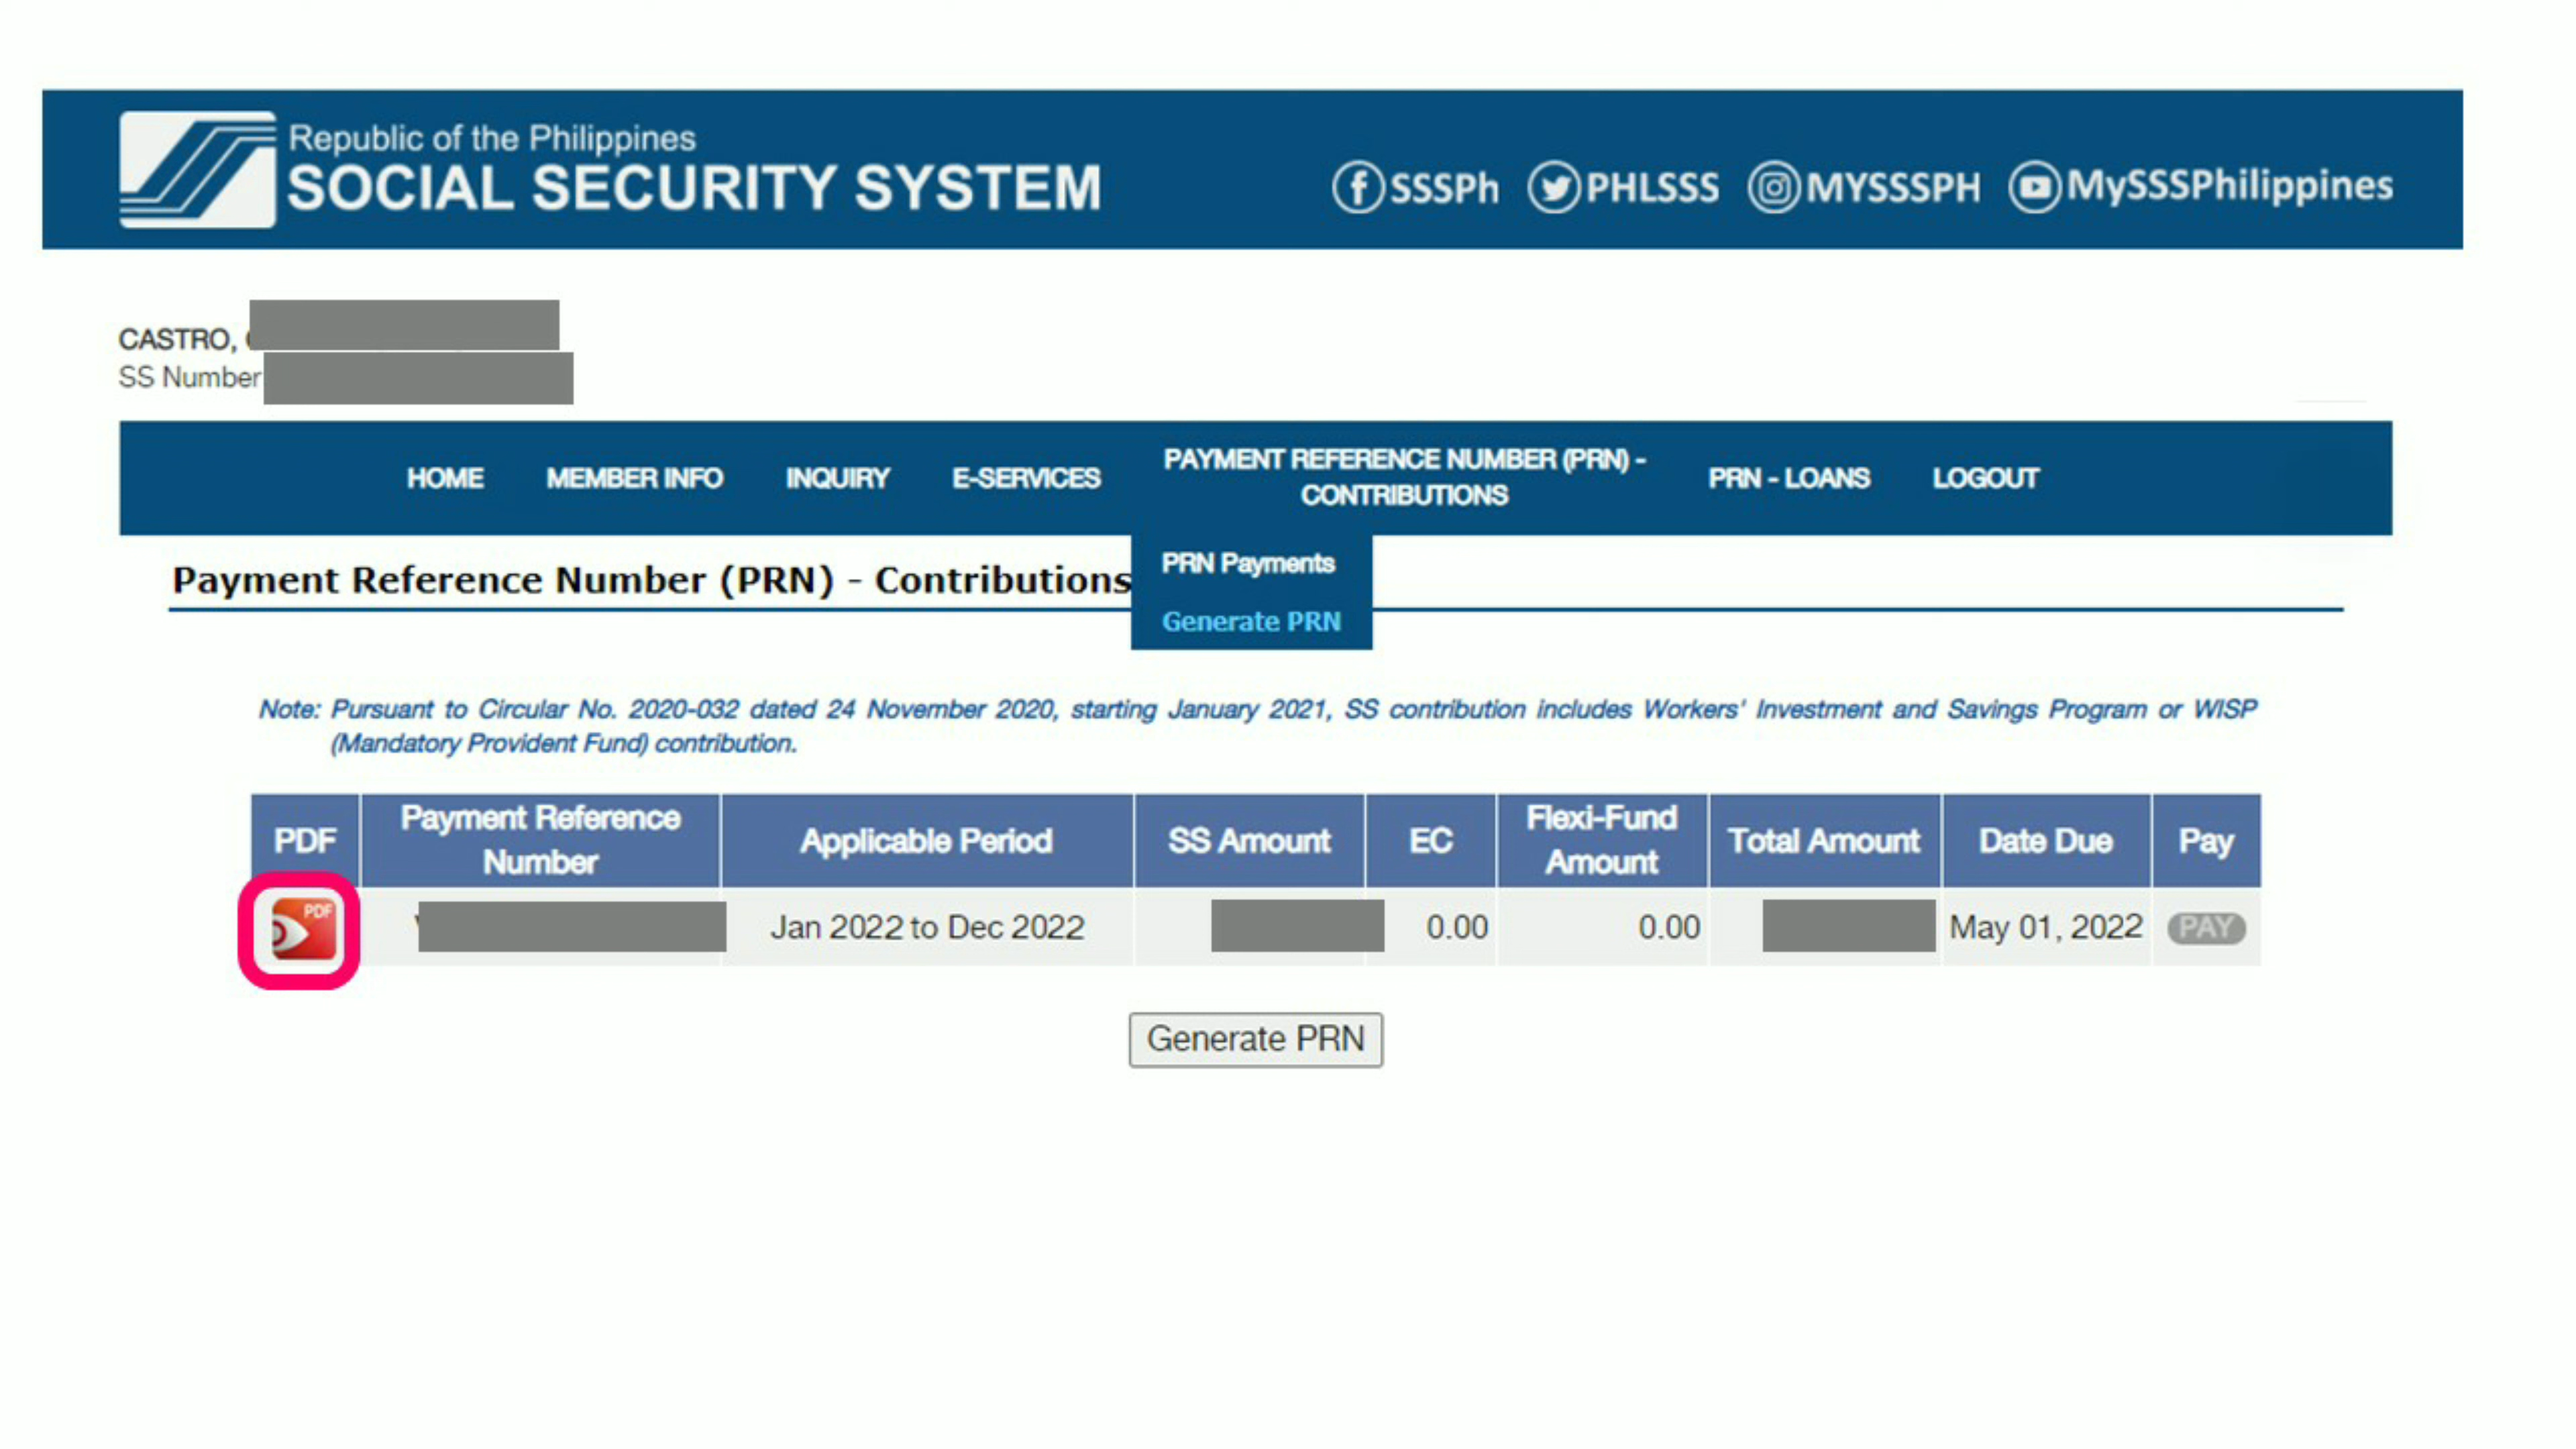 Republic of the Philippines
SOCIAL SECURITY SYSTEM
SSSPh PHLSSS MYSSSPH MySSSPhilippines
CASTRO,
SS Number
HOME MEMBER INFO INQUIRY E-SERVICES PAYMENT REFERENCE NUMBER (PRN) - CONTRIBUTIONS PRN - LOANS LOGOUT
PRN Payments
Generate PRN
Payment Reference Number (PRN) - Contributions
Note: Pursuant to Circular No. 2020-032 dated 24 November 2020, starting January 2021, SS contribution includes Workers' Investment and Savings Program or WISP
(Mandatory Provident Fund) contribution.
PDF Payment Reference Number Applicable Period SS Amount EC Flexi-Fund Amount Total Amount Date Due Pay
PDF Jan 2022 to Dec 2022 0.00 0.00 May 01, 2022 PAY
Generate PRN